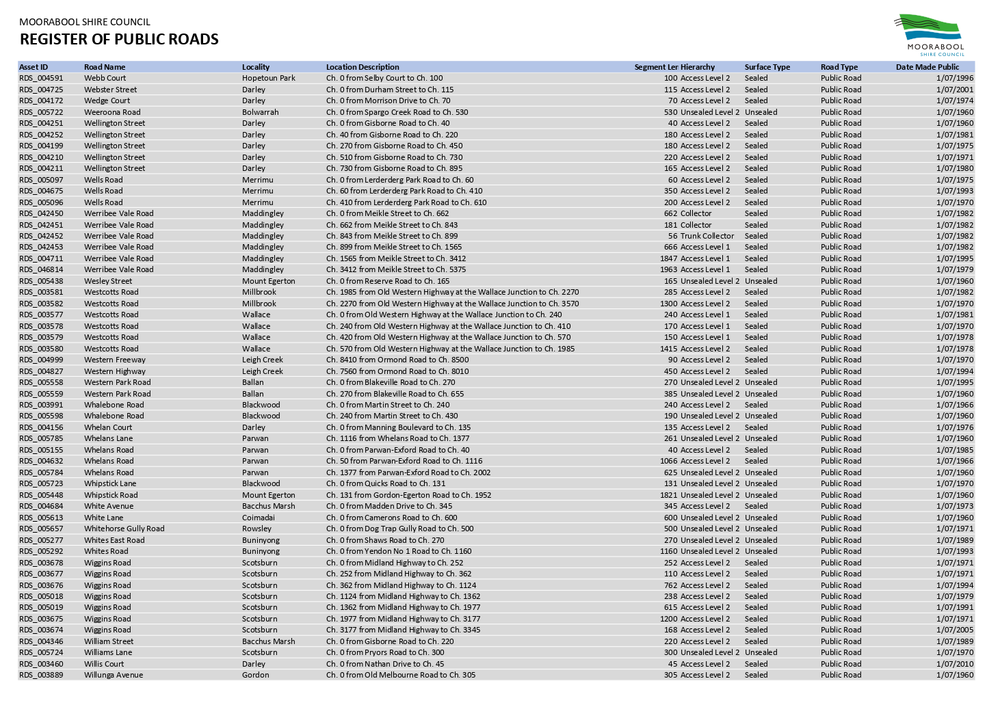 MOORABOOL SHIRE COUNCIL
REGISTER OF PUBLIC ROADS
MOORABOOL
SHIRE COUNCIL
Asset ID Road Name Locality Location Description Segment Len Hierarchy Surface Type Road Type Date Made Public
RDS_004591 Webb Court Hopetoun Park Ch. 0 from Selby Court to Ch. 100 100 Access Level 2 Sealed Public Road 1/07/1996
RDS_004725 Webster Street Darley Ch. 0 from Durham Street to Ch. 115 115 Access Level 2 Sealed Public Road 1/07/2001
RDS_004172 Wedge Court Darley Ch. 0 from Morrison Drive to Ch. 70 70 Access Level 2 Sealed Public Road 1/07/1974
RDS_005722 Weeroona Road Bolwarrah Ch. 0 from Spargo Creek Road to Ch. 530 530 Unsealed Level 2 Unsealed Public Road 1/07/1960
RDS_004251 Wellington Street Darley Ch. 0 from Gisborne Road to Ch. 40 40 Access Level 2 Sealed Public Road 1/07/1960
RDS_004252 Wellington Street Darley Ch. 40 from Gisborne Road to Ch. 220 180 Access Level 2 Sealed Public Road 1/07/1981
RDS_004199 Wellington Street Darley Ch. 270 from Gisborne Road to Ch. 450 180 Access Level 2 Sealed Public Road 1/07/1975
RDS_004210 Wellington Street Darley Ch. 510 from Gisborne Road to Ch. 730 220 Access Level 2 Sealed Public Road 1/07/1971
RDS_004211 Wellington Street Darley Ch. 730 from Gisborne Road to Ch. 895 165 Access Level 2 Sealed Public Road 1/07/1980
RDS_005097 Wells Road Merrimu Ch. 0 from Lerderderg Park Road to Ch. 60 60 Access Level 2 Sealed Public Road 1/07/1975
RDS_004675 Wells Road Merrimu Ch. 60 from Lerderderg Park Road to Ch. 410 350 Access Level 2 Sealed Public Road 1/07/1993
RDS_005096 Wells Road Merrimu Ch. 410 from Lerderderg Park Road to Ch. 610 200 Access Level 2 Sealed Public Road 1/07/1970
RDS_042450 Werribee Vale Road Maddingley Ch. 0 from Meikle Street to Ch. 662 662 Collector Sealed Public Road 1/07/1982
RDS_042451 Werribee Vale Road Maddingley Ch. 662 from Meikle Street to Ch. 843 181 Collector Sealed Public Road 1/07/1982
RDS_042452 Werribee Vale Road Maddingley Ch. 843 from Meikle Street to Ch. 899 56 Trunk Collector Sealed Public Road 1/07/1982
RDS_042453 Werribee Vale Road Maddingley Ch. 899 from Meikle Street to Ch. 1565 666 Access Level 1 Sealed Public Road 1/07/1982
RDS_004711 Werribee Vale Road Maddingley Ch. 1565 from Meikle Street to Ch. 3412 1847 Access Level 1 Sealed Public Road 1/07/1995
RDS_046814 Werribee Vale Road Maddingley Ch. 3412 from Meikle Street to Ch. 5375 1963 Access Level 1 Sealed Public Road 1/07/1979
RDS_005438 Wesley Street Mount Egerton Ch. 0 from Reserve Road to Ch. 165 165 Unsealed Level 2 Unsealed Public Road 1/07/1960
RDS_003581 Westcotts Road Millbrook Ch. 1985 from Old Western Highway at the Wallace Junction to Ch. 2270 285 Access Level 2 Sealed Public Road 1/07/1982
RDS_003582 Westcotts Road Millbrook Ch. 2270 from Old Western Highway at the Wallace Junction to Ch. 3570 1300 Access Level 2 Sealed Public Road 1/07/1970
RDS_003577 Westcotts Road Wallace Ch. 0 from Old Western Highway at the Wallace Junction to Ch. 240 240 Access Level 1 Sealed Public Road 1/07/1981
RDS_003578 Westcotts Road Wallace Ch. 240 from Old Western Highway at the Wallace Junction to Ch. 410 170 Access Level 1 Sealed Public Road 1/07/1970
RDS_003579 Westcotts Road Wallace Ch. 420 from Old Western Highway at the Wallace Junction to Ch. 570 150 Access Level 1 Sealed Public Road 1/07/1978
RDS_003580 Westcotts Road Wallace Ch. 570 from Old Western Highway at the Wallace Junction to Ch. 1985 1415 Access Level 2 Sealed Public Road 1/07/1978
RDS_004999 Western Freeway Leigh Creek Ch. 8410 from Ormond Road to Ch. 8500 90 Access Level 2 Sealed Public Road 1/07/1970
RDS_004827 Western Highway Leigh Creek Ch. 7560 from Ormond Road to Ch. 8010 450 Access Level 2 Sealed Public Road 1/07/1994
RDS_005558 Western Park Road Ballan Ch. 0 from Blakeville Road to Ch. 270 270 Unsealed Level 2 Unsealed Public Road 1/07/1995
RDS_005559 Western Park Road Ballan Ch. 270 from Blakeville Road to Ch. 655 385 Unsealed Level 2 Unsealed Public Road 1/07/1960
RDS_003991 Whalebone Road Blackwood Ch. 0 from Martin Street to Ch. 240 240 Access Level 2 Sealed Public Road 1/07/1966
RDS_005598 Whalebone Road Blackwood Ch. 240 from Martin Street to Ch. 430 190 Unsealed Level 2 Unsealed Public Road 1/07/1960
RDS_004156 Whelan Court Darley Ch. 0 from Manning Boulevard to Ch. 135 135 Access Level 2 Sealed Public Road 1/07/1976
RDS_005785 Whelans Lane Parwan Ch. 1116 from Whelans Road to Ch. 1377 261 Unsealed Level 2 Unsealed Public Road 1/07/1960
RDS_005155 Whelans Road Parwan Ch. 0 from Parwan-Exford Road to Ch. 40 40 Access Level 2 Sealed Public Road 1/07/1985
RDS_004632 Whelans Road Parwan Ch. 50 from Parwan-Exford Road to Ch. 1116 1066 Access Level 2 Sealed Public Road 1/07/1966
RDS_005784 Whelans Road Parwan Ch. 1377 from Parwan-Exford Road to Ch. 2002 625 Unsealed Level 2 Unsealed Public Road 1/07/1960
RDS_005723 Whipstick Lane Blackwood Ch. 0 from Quicks Road to Ch. 131 131 Unsealed Level 2 Unsealed Public Road 1/07/1970
RDS_005448 Whipstick Road Mount Egerton Ch. 131 from Gordon-Egerton Road to Ch. 1952 1821 Unsealed Level 2 Unsealed Public Road 1/07/1960
RDS_004684 White Avenue Bacchus Marsh Ch. 0 from Madden Drive to Ch. 345 345 Access Level 2 Sealed Public Road 1/07/1973
RDS_005613 White Lane Coimadai Ch. 0 from Camerons Road to Ch. 600 600 Unsealed Level 2 Unsealed Public Road 1/07/1960
RDS_005657 Whitehorse Gully Road Rowsley Ch. 0 from Dog Trap Gully Road to Ch. 500 500 Unsealed Level 2 Unsealed Public Road 1/07/1971
RDS_005277 Whites East Road Buninyong Ch. 0 from Shaws Road to Ch. 270 270 Unsealed Level 2 Unsealed Public Road 1/07/1989
RDS_005292 Whites Road Buninyong Ch. 0 from Yendon No 1 Road to Ch. 1160 1160 Unsealed Level 2 Unsealed Public Road 1/07/1993
RDS_003678 Wiggins Road Scotsburn Ch. 0 from Midland Highway to Ch. 252 252 Access Level 2 Sealed Public Road 1/07/1971
RDS_003677 Wiggins Road Scotsburn Ch. 252 from Midland Highway to Ch. 362 110 Access Level 2 Sealed Public Road 1/07/1971
RDS_003676 Wiggins Road Scotsburn Ch. 362 from Midland Highway to Ch. 1124 762 Access Level 2 Sealed Public Road 1/07/1994
RDS_005018 Wiggins Road Scotsburn Ch. 1124 from Midland Highway to Ch. 1362 238 Access Level 2 Sealed Public Road 1/07/1979
RDS_005019 Wiggins Road Scotsburn Ch. 1362 from Midland Highway to Ch. 1977 615 Access Level 2 Sealed Public Road 1/07/1991
RDS_003675 Wiggins Road Scotsburn Ch. 1977 from Midland Highway to Ch. 3177 1200 Access Level 2 Sealed Public Road 1/07/1971
RDS_003674 Wiggins Road Scotsburn Ch. 3177 from Midland Highway to Ch. 3345 168 Access Level 2 Sealed Public Road 1/07/2005
RDS_004346 William Street Bacchus Marsh Ch. 0 from Gisborne Road to Ch. 220 220 Access Level 2 Sealed Public Road 1/07/1989
RDS_005724 Williams Lane Scotsburn Ch. 0 from Pryors Road to Ch. 300 300 Unsealed Level 2 Unsealed Public Road 1/07/1970
RDS_003460 Willis Court Darley Ch. 0 from Nathan Drive to Ch. 45 45 Access Level 2 Sealed Public Road 1/07/2010
RDS_003889 Willunga Avenue Gordon Ch. 0 from Old Melbourne Road to Ch. 305 305 Access Level 2 Sealed Public Road 1/07/1960